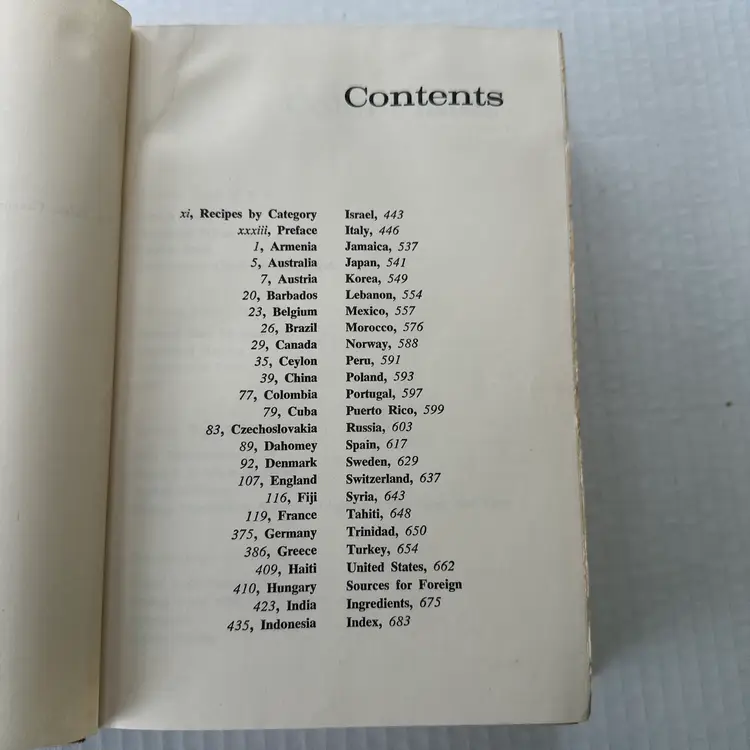 Contents
xi, Recipes by Category
xxxiii, Preface
1, Armenia
5, Australia
7, Austria
20, Barbados
23, Belgium
26, Brazil
29, Canada
35, Ceylon
39, China
77, Colombia
79, Cuba
83, Czechoslovakia
89, Dahomey
92, Denmark
107, England
116, Fiji
119, France
375, Germany
386, Greece
409, Haiti
410, Hungary
423, India
435, Indonesia
Israel, 443
Italy, 446
Jamaica, 537
Japan, 541
Korea, 549
Lebanon, 554
Mexico, 557
Morocco, 576
Norway, 588
Peru, 591
Poland, 593
Portugal, 597
Puerto Rico, 599
Russia, 603
Spain, 617
Sweden, 629
Switzerland, 637
Syria, 643
Tahiti, 648
Trinidad, 650
Turkey, 654
United States, 662
Sources for Foreign
Ingredients, 675
Index, 683